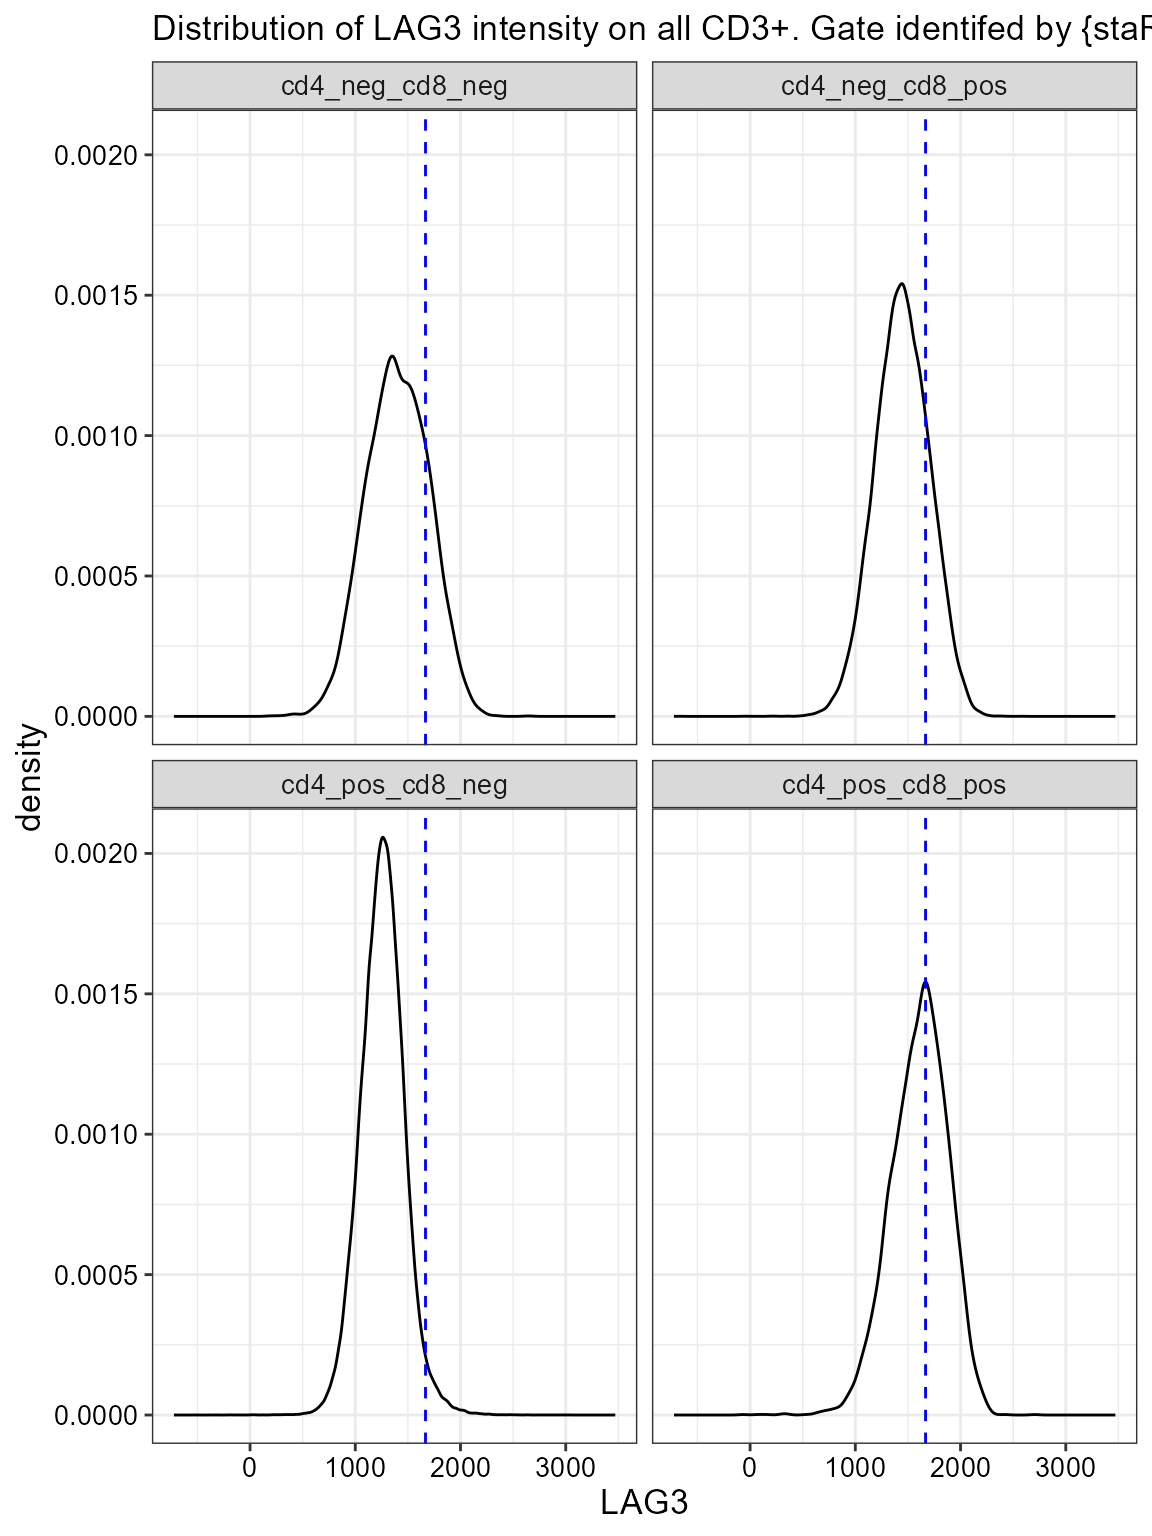 Distribution of LAG3 intensity on all CD3+. Gate identifed by {staR
cd4_neg_cd8_neg
cd4_neg_cd8_pos
0.0020
0.0015
0.0010
0.0005
0.0000
cd4_pos_cd8_neg
cd4_pos_cd8_pos
0.0020
0.0015
0.0010
0.0005
0.0000
density
0 1000 2000 3000
0 1000 2000 3000
LAG3